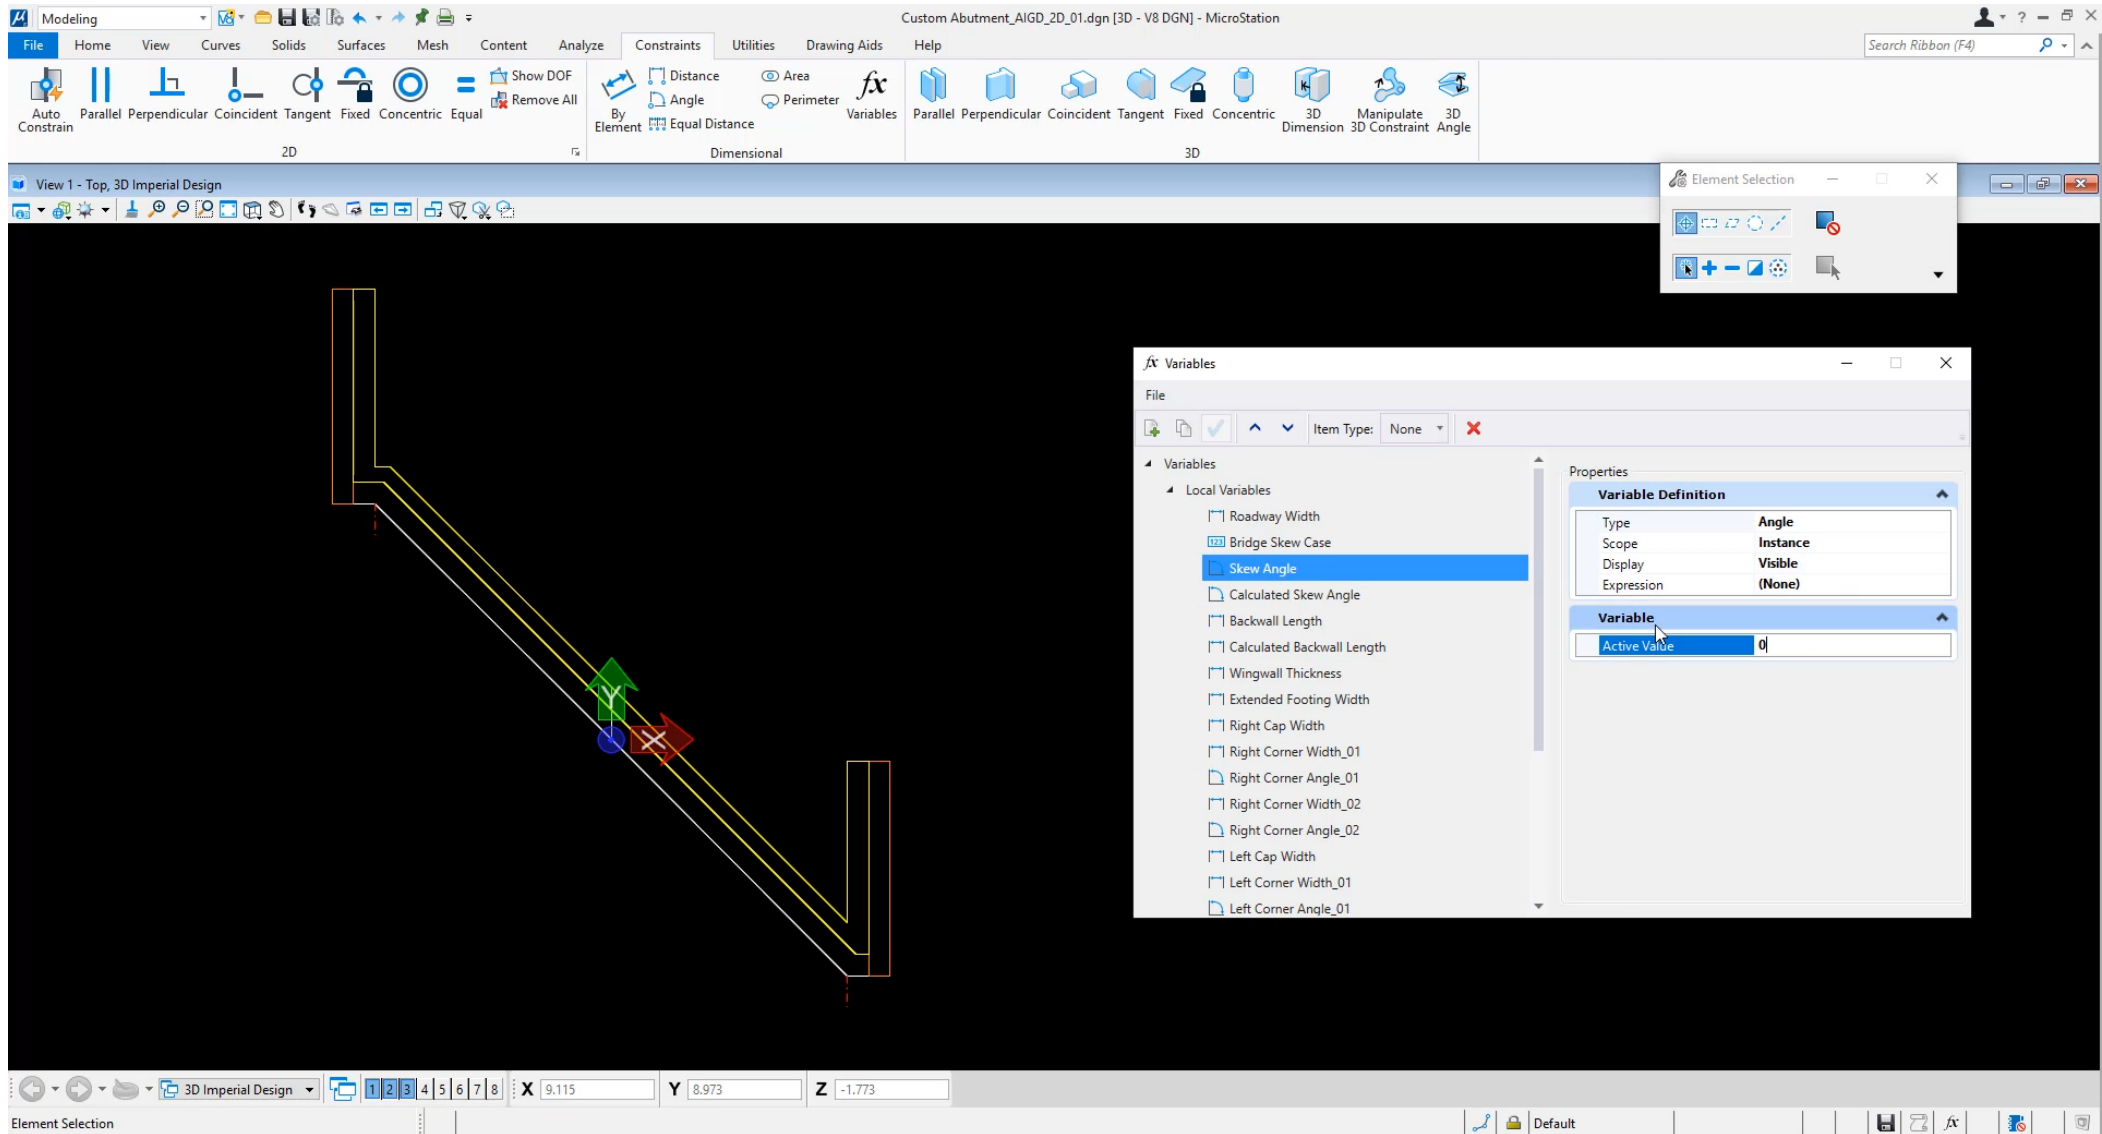 Modeling
Custom Abutment_AIGD_2D_01.dgn [3D - V8 DGN] - MicroStation
File Home View Curves Solids Surfaces Mesh Content Analyze Constraints Utilities Drawing Aids Help
Search Ribbon (F4)
Auto Constrain
Parallel
Perpendicular
Coincident
Tangent
Fixed
Concentric
Equal
Show DOF
Remove All
2D
By Element
Distance
Angle
Equal Distance
Area
Perimeter
fx
Variables
Dimensional
Parallel
Perpendicular
Coincident
Tangent
Fixed
Concentric
3D Dimension
Manipulate 3D Constraint
3D Angle
3D
View 1 - Top, 3D Imperial Design
Element Selection
Y
X
fx Variables
File
Item Type: None
Variables
Local Variables
Roadway Width
123 Bridge Skew Case
Skew Angle
Calculated Skew Angle
Backwall Length
Calculated Backwall Length
Wingwall Thickness
Extended Footing Width
Right Cap Width
Right Corner Width_01
Right Corner Angle_01
Right Corner Width_02
Right Corner Angle_02
Left Cap Width
Left Corner Width_01
Left Corner Angle_01
Properties
Variable Definition
Type Angle
Scope Instance
Display Visible
Expression (None)
Variable
Active Value 0
3D Imperial Design 1 2 3 4 5 6 7 8 X 9.115 Y 8.973 Z -1.773
Element Selection
Default
fx